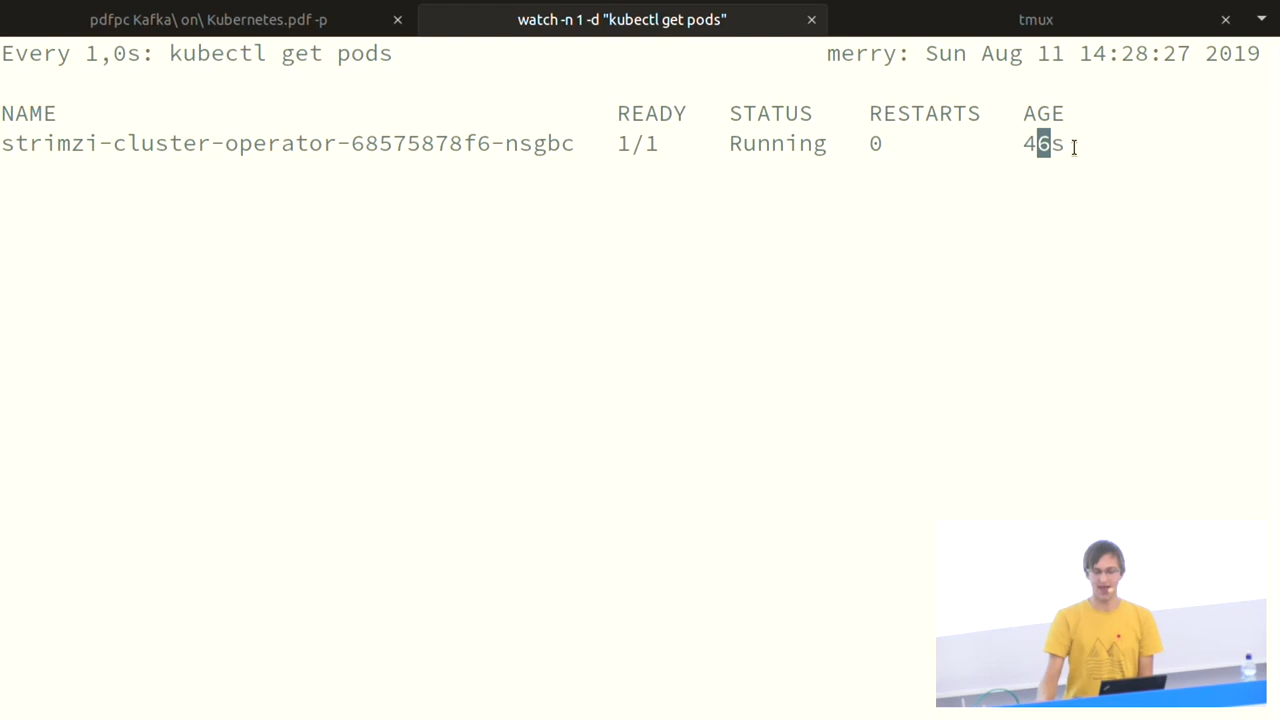 pdfpc Kafka\ on\ Kubernetes.pdf -p × watch -n 1 -d "kubectl get pods" × tmux ×
Every 1,0s: kubectl get pods merry: Sun Aug 11 14:28:27 2019
NAME READY STATUS RESTARTS AGE
strimzi-cluster-operator-68575878f6-nsgbc 1/1 Running 0 46s